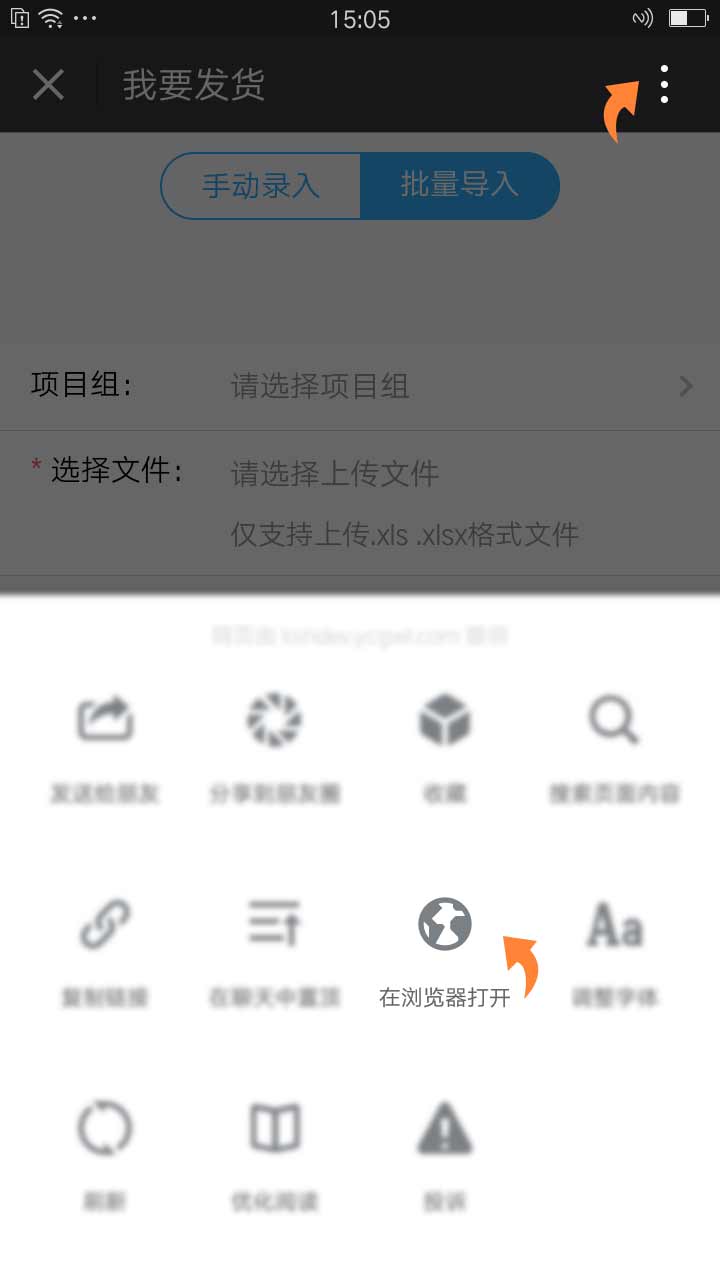 15:05
我要发货
手动录入 批量导入
项目组： 请选择项目组
* 选择文件： 请选择上传文件
仅支持上传.xls .xlsx格式文件
发送给朋友 分享到朋友圈 收藏 搜索页面内容
Aa
复制链接 在聊天中置顶 在浏览器打开 调整字体
刷新 优化阅读 投诉